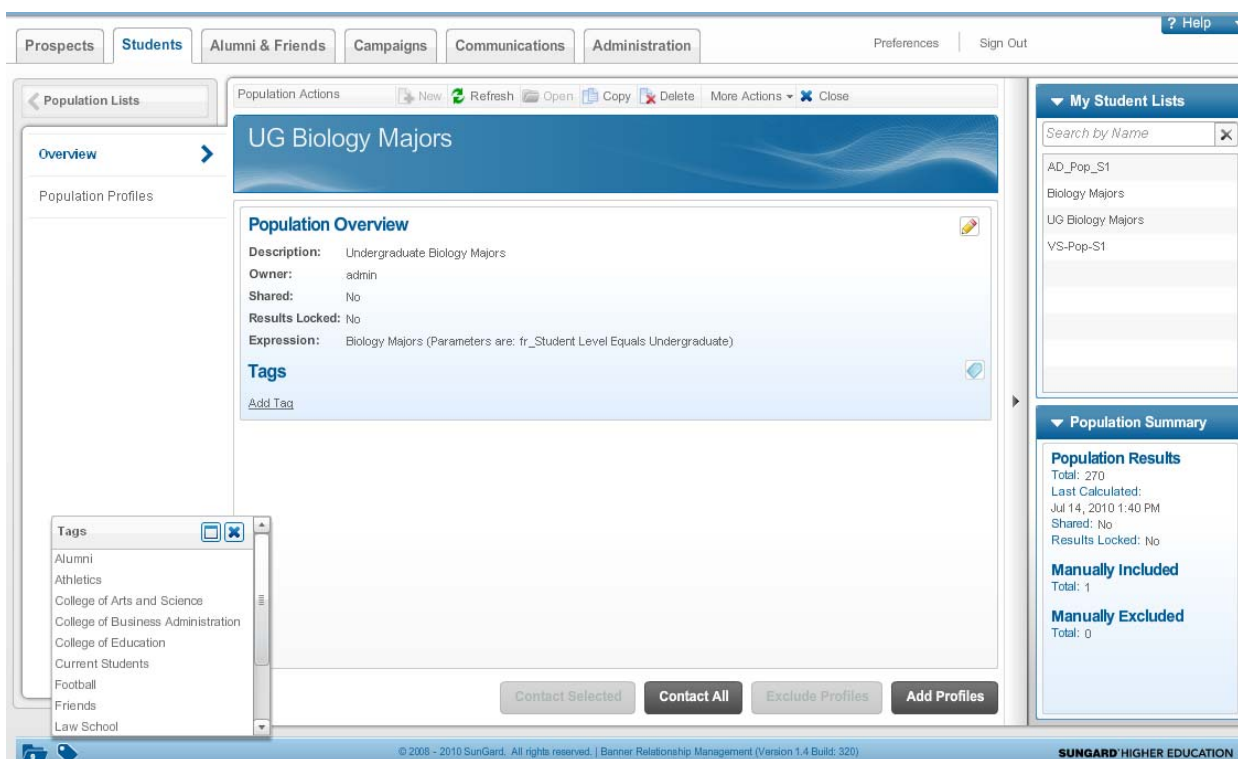 ? Help
Prospects Students Alumni & Friends Campaigns Communications Administration Preferences Sign Out
Population Lists
Overview
Population Profiles
Population Actions New Refresh Open Copy Delete More Actions Close
UG Biology Majors
Population Overview
Description: Undergraduate Biology Majors
Owner: admin
Shared: No
Results Locked: No
Expression: Biology Majors (Parameters are: fr_Student Level Equals Undergraduate)
Tags
Add Tag
My Student Lists
Search by Name
AD_Pop_S1
Biology Majors
UG Biology Majors
VS-Pop-S1
Population Summary
Population Results
Total: 270
Last Calculated:
Jul 14, 2010 1:40 PM
Shared: No
Results Locked: No
Manually Included
Total: 1
Manually Excluded
Total: 0
Tags
Alumni
Athletics
College of Arts and Science
College of Business Administration
College of Education
Current Students
Football
Friends
Law School
Contact Selected Contact All Exclude Profiles Add Profiles
© 2008 - 2010 SunGard. All rights reserved. | Banner Relationship Management (Version 1.4 Build: 320)
SUNGARD HIGHER EDUCATION